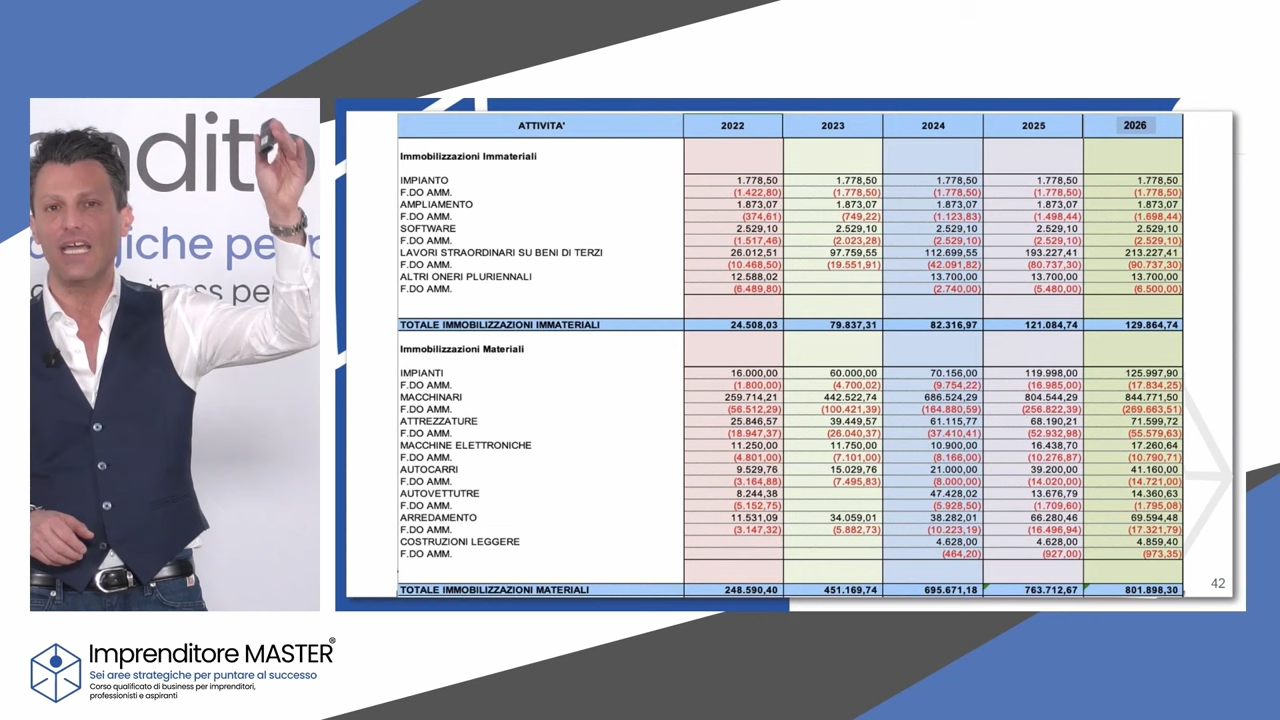 enditor
egiche pe
iness pe
ATTIVITA' 2022 2023 2024 2025 2026
Immobilizzazioni Immateriali
IMPIANTO 1.778,50 1.778,50 1.778,50 1.778,50 1.778,50
F.DO AMM. (1.422,80) (1.778,50) (1.778,50) (1.778,50) (1.778,50)
AMPLIAMENTO 1.873,07 1.873,07 1.873,07 1.873,07 1.873,07
F.DO AMM. (374,61) (749,22) (1.123,83) (1.498,44) (1.698,44)
SOFTWARE 2.529,10 2.529,10 2.529,10 2.529,10 2.529,10
F.DO AMM. (1.517,46) (2.023,28) (2.529,10) (2.529,10) (2.529,10)
LAVORI STRAORDINARI SU BENI DI TERZI 26.012,51 97.759,55 112.699,55 193.227,41 213.227,41
F.DO AMM. (10.468,50) (19.551,91) (42.091,82) (80.737,30) (90.737,30)
ALTRI ONERI PLURIENNALI 12.588,02 13.700,00 13.700,00 13.700,00
F.DO AMM. (6.489,80) (2.740,00) (5.480,00) (6.500,00)
TOTALE IMMOBILIZZAZIONI IMMATERIALI 24.508,03 79.837,31 82.316,97 121.084,74 129.864,74
Immobilizzazioni Materiali
IMPIANTI 16.000,00 60.000,00 70.156,00 119.998,00 125.997,90
F.DO AMM. (1.800,00) (4.700,02) (9.754,22) (16.985,00) (17.834,25)
MACCHINARI 259.714,21 442.522,74 686.524,29 804.544,29 844.771,50
F.DO AMM. (56.512,29) (100.421,39) (164.880,59) (256.822,39) (269.663,51)
ATTREZZATURE 25.846,57 39.449,57 61.115,77 68.190,21 71.599,72
F.DO AMM. (18.947,37) (26.040,37) (37.410,41) (52.932,98) (55.579,63)
MACCHINE ELETTRONICHE 11.250,00 11.750,00 10.900,00 16.438,70 17.260,64
F.DO AMM. (4.801,00) (7.101,00) (8.166,00) (10.276,87) (10.790,71)
AUTOCARRI 9.529,76 15.029,76 21.000,00 39.200,00 41.160,00
F.DO AMM. (3.164,88) (7.495,83) (8.000,00) (14.020,00) (14.721,00)
AUTOVETTUTRE 8.244,38 47.428,02 13.676,79 14.360,63
F.DO AMM. (5.152,75) (5.928,50) (1.709,60) (1.795,08)
ARREDAMENTO 11.531,09 34.059,01 38.282,01 66.280,46 69.594,48
F.DO AMM. (3.147,32) (5.882,73) (10.223,19) (16.496,94) (17.321,79)
COSTRUZIONI LEGGERE 4.628,00 4.628,00 4.859,40
F.DO AMM. (464,20) (927,00) (973,35)
TOTALE IMMOBILIZZAZIONI MATERIALI 248.590,40 451.169,74 695.671,18 763.712,67 801.898,30
42
Imprenditore MASTER®
Sei aree strategiche per puntare al successo
Corso qualificato di business per imprenditori,
professionisti e aspiranti